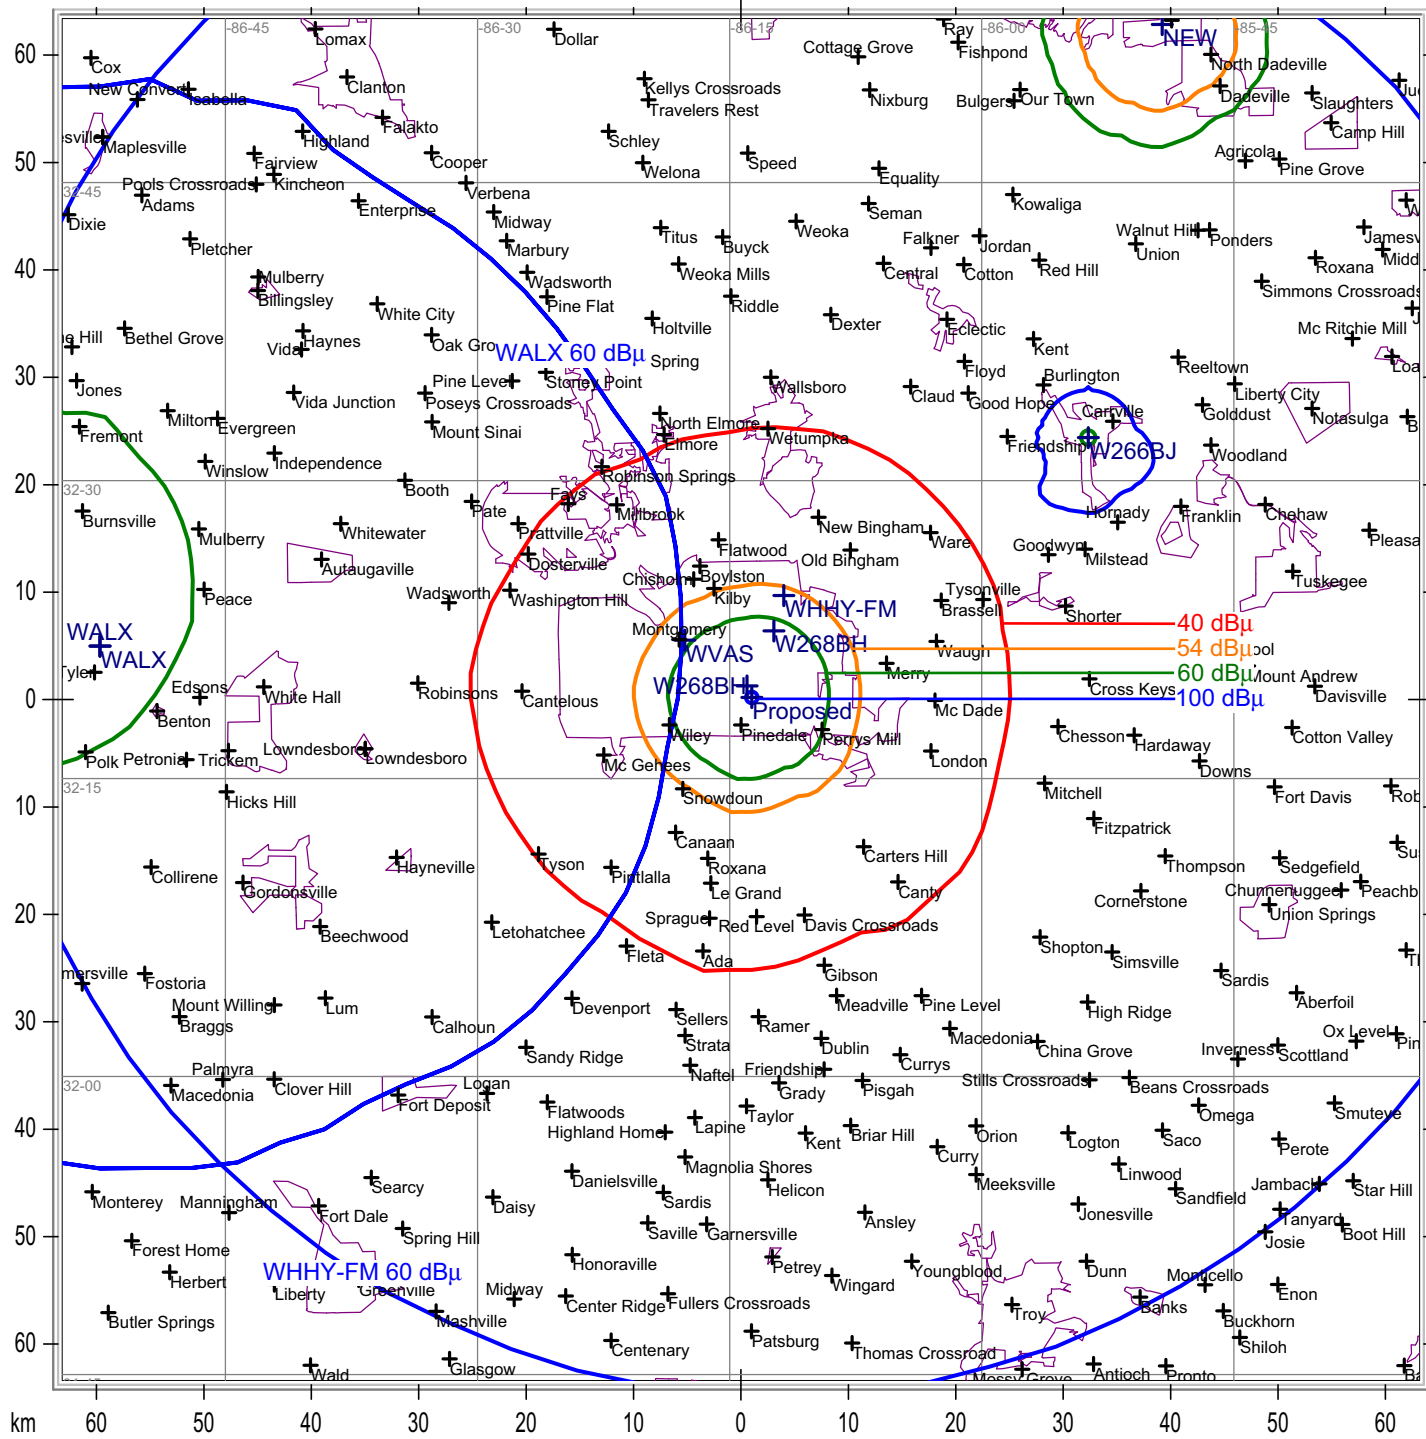 -86-45 -86-30 -86-15 -86-00 -85-45
Lomax Dollar Ray NEW
60 Cox Cottage Grove Fishpond North Dadeville
New Convert Isabella Clanton Kellys Crossroads Nixburg Bulgers Our Town Dadeville Slaughters
Travelers Rest
Falakto Camp Hill
Maplesville Highland Schley
50 Fairview Cooper Welona Speed Agricola Pine Grove
Pools Crossroads Kincheon Verbena Equality
32-45
Adams Enterprise Midway Seman Kowaliga
Dixie Pletcher Marbury Titus Buyck Weoka Falkner Jordan Walnut Hill Ponders
Union
40 Mulberry Wadsworth Weoka Mills Central Cotton Red Hill Roxana
Billingsley Pine Flat Riddle Simmons Crossroads
White City Holtville Dexter Eclectic
Bethel Grove Haynes Oak Gro Kent Mc Ritchie Mill
Vida WALX 60 dBµ Spring Floyd Reeltown
30 Jones Pine Level Stoney Point Wallsboro Claud Good Hope Burlington Liberty City
Vida Junction Poseys Crossroads
Milton Evergreen Mount Sinai North Elmore Carrville Golddust Notasulga
Fremont Elmore Wetumpka Friendship W266BJ Woodland
Winslow Independence Robinson Springs
20 Booth
32-30
Burnsville Pate Fays Millbrook New Bingham Hornady Franklin Chehaw
Mulberry Whitewater Prattville Flatwood Ware
Autaugaville Dosterville Chisholm Boylston Old Bingham Goodwyn Milstead Tuskegee
10 Peace Wadsworth Washington Hill Kilby Tysonville
WHHY-FM Brassell Shorter
WALX Montgomery W268BH 40 dBµ
WALX WVAS Waugh 54 dBµ
Edsons White Hall Robinsons Cantelous W268BH Merry 60 dBµ Mount Andrew
Cross Keys Davisville
0 Benton Proposed Mc Dade 100 dBµ
Wiley Pinedale Perrys Mill Chesson Hardaway Cotton Valley
Polk Petronia Trickem Lowndesboro Lowndesboro Mc Gehees London Downs
32-15
Hicks Hill Snowdoun Mitchell Fort Davis
10 Fitzpatrick
Canaan Carters Hill
Collirene Hayneville Tyson Pintlalla Roxana Thompson Sedgefield
Gordonsville Le Grand Canty Cornerstone Chunnenuggee
20 Beechwood Letohatchee Sprague Red Level Davis Crossroads Union Springs
Fleta Ada Shopton Simsville
Fostoria Gibson Sardis
Mount Willing Lum Devenport Meadville Pine Level High Ridge Aberfoil
30 Braggs Calhoun Sellers Ramer
Strata Dublin Macedonia China Grove Ox Level
Palmyra Sandy Ridge Naftel Friendship Currys Inverness Scottland
32-00
Macedonia Clover Hill Logan Grady Pisgah Stills Crossroads Beans Crossroads
Fort Deposit Flatwoods Taylor Omega Smuteye
40 Highland Home Lapine Kent Briar Hill Orion Logton Saco Perote
Magnolia Shores Curry Linwood
Searcy Danielsville Helicon Meeksville Sandfield Jamback Star Hill
Monterey Manningham Fort Dale Daisy Sardis Ansley Jonesville Tanyard
50 Forest Home Spring Hill Saville Garnersville Josie Boot Hill
Herbert WHHY-FM 60 dBµ Honoraville Petrey Wingard Youngblood Dunn Monticello
Liberty Greenville Midway Center Ridge Fullers Crossroads Enon
Butler Springs Mashville Troy Banks Buckhorn
60 Centenary Patsburg Thomas Crossroad Shiloh
Wald Glasgow Mossy Grove Antioch Pronto
km 60 50 40 30 20 10 0 10 20 30 40 50 60